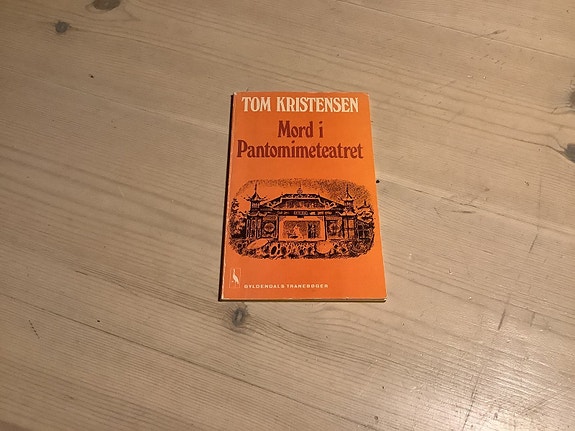 TOM KRISTENSEN
Mord i
Pantomimeteatret
GYLDENDALS TRANEBØGER